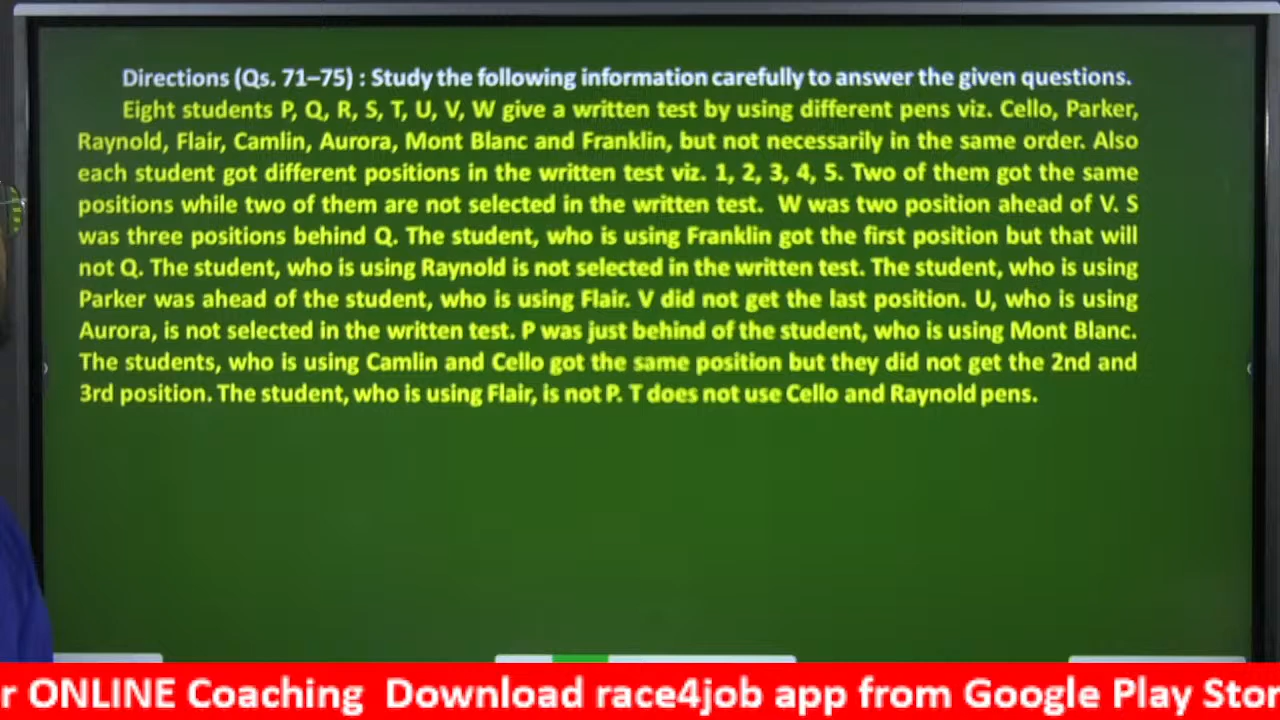 Directions (Qs. 71–75) : Study the following information carefully to answer the given questions.
Eight students P, Q, R, S, T, U, V, W give a written test by using different pens viz. Cello, Parker,
Raynold, Flair, Camlin, Aurora, Mont Blanc and Franklin, but not necessarily in the same order. Also
each student got different positions in the written test viz. 1, 2, 3, 4, 5. Two of them got the same
positions while two of them are not selected in the written test. W was two position ahead of V. S
was three positions behind Q. The student, who is using Franklin got the first position but that will
not Q. The student, who is using Raynold is not selected in the written test. The student, who is using
Parker was ahead of the student, who is using Flair. V did not get the last position. U, who is using
Aurora, is not selected in the written test. P was just behind of the student, who is using Mont Blanc.
The students, who is using Camlin and Cello got the same position but they did not get the 2nd and
3rd position. The student, who is using Flair, is not P. T does not use Cello and Raynold pens.
r ONLINE Coaching Download race4job app from Google Play Stor